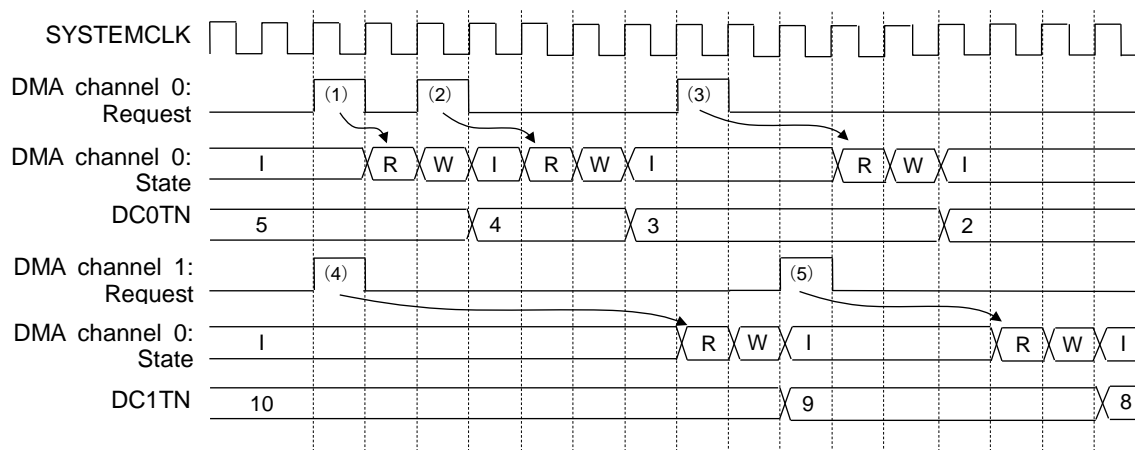 SYSTEMCLK
DMA channel 0:
Request
(1) (2) (3)
DMA channel 0:
State
I R W I R W I R W I
DC0TN
5 4 3 2
DMA channel 1:
Request
(4) (5)
DMA channel 0:
State
I R W I R W I
DC1TN
10 9 8